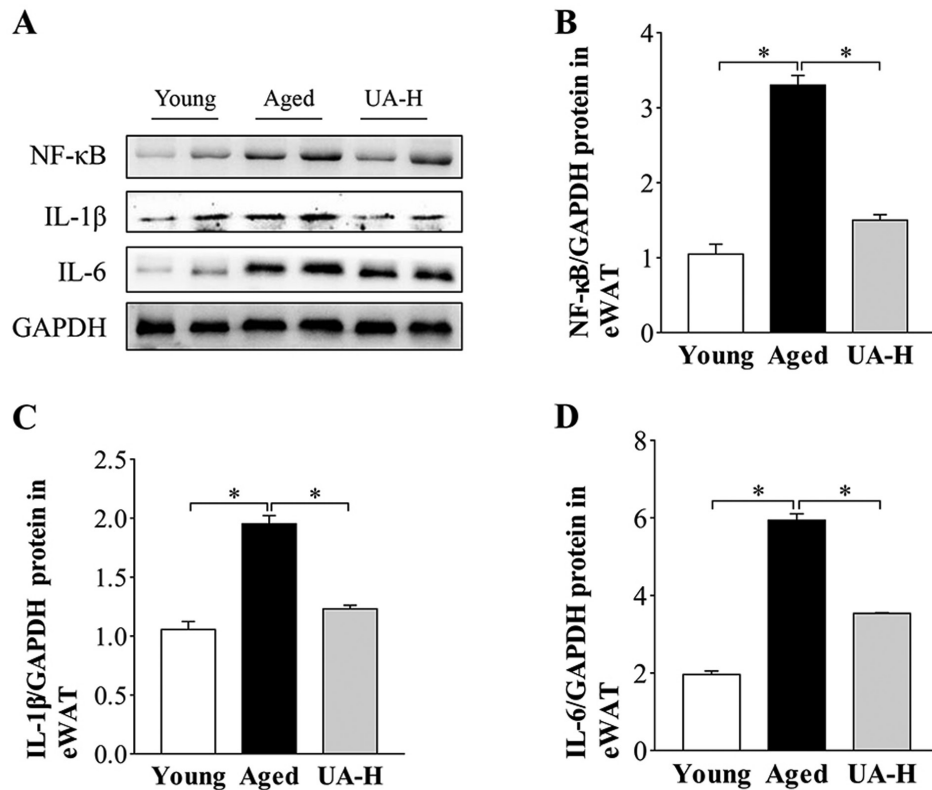 A
Young Aged UA-H
NF-κB
IL-1β
IL-6
GAPDH
B
NF-κB/GAPDH protein in
eWAT
4
3
2
1
0
* *
Young Aged UA-H
C
IL-1β/GAPDH protein in
eWAT
2.5
2.0
1.5
1.0
0.5
0.0
* *
Young Aged UA-H
D
IL-6/GAPDH protein in
eWAT
8
6
4
2
0
* *
Young Aged UA-H